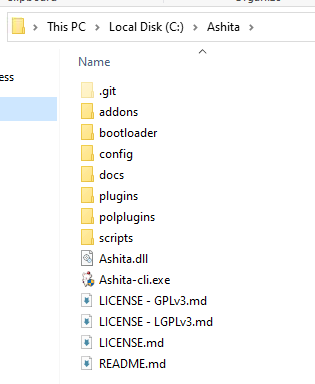 This PC > Local Disk (C:) > Ashita >
Name
.git
addons
bootloader
config
docs
plugins
polplugins
scripts
Ashita.dll
Ashita-cli.exe
LICENSE - GPLv3.md
LICENSE - LGPLv3.md
LICENSE.md
README.md